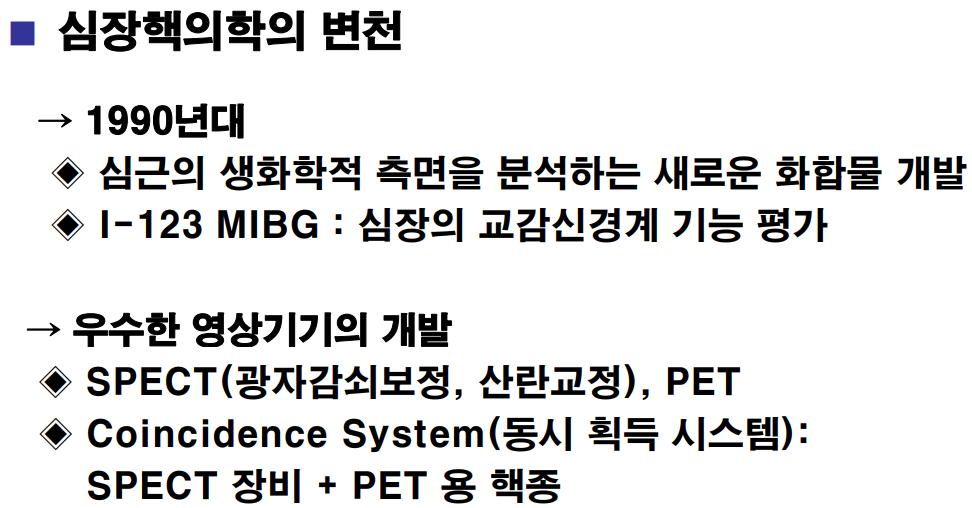 ■ 심장핵의학의 변천
→ 1990년대
◈ 심근의 생화학적 측면을 분석하는 새로운 화합물 개발
◈ I-123 MIBG : 심장의 교감신경계 기능 평가
→ 우수한 영상기기의 개발
◈ SPECT(광자감쇠보정, 산란교정), PET
◈ Coincidence System(동시 획득 시스템):
SPECT 장비 + PET 용 핵종